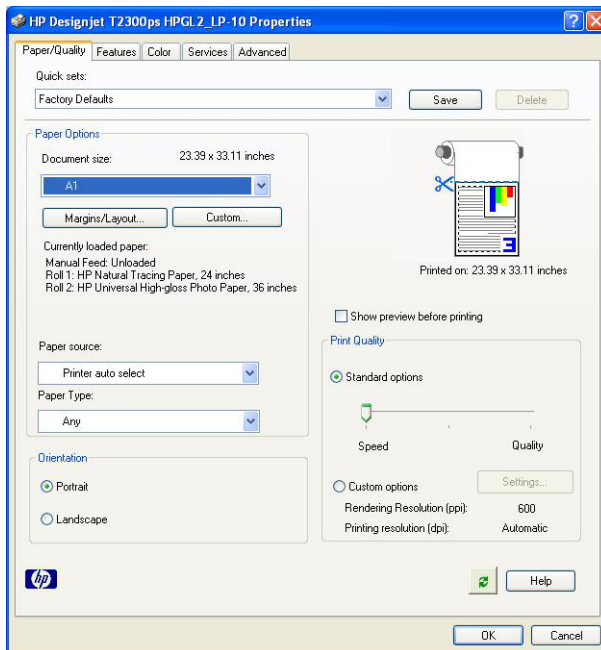 HP Designjet T2300ps HPGL2_LP-10 Properties
Paper/Quality Features Color Services Advanced
Quick sets:
Factory Defaults
Save
Delete
Paper Options
Document size: 23.39 x 33.11 inches
A1
Margins/Layout...
Custom...
Currently loaded paper:
Manual Feed: Unloaded
Roll 1: HP Natural Tracing Paper, 24 inches
Roll 2: HP Universal High-gloss Photo Paper, 36 inches
Paper source:
Printer auto select
Paper Type:
Any
Orientation
Portrait
Landscape
3
Printed on: 23.39 x 33.11 inches
Show preview before printing
Print Quality
Standard options
Speed Quality
Custom options
Settings...
Rendering Resolution (ppi): 600
Printing resolution (dpi): Automatic
hp
Help
OK
Cancel